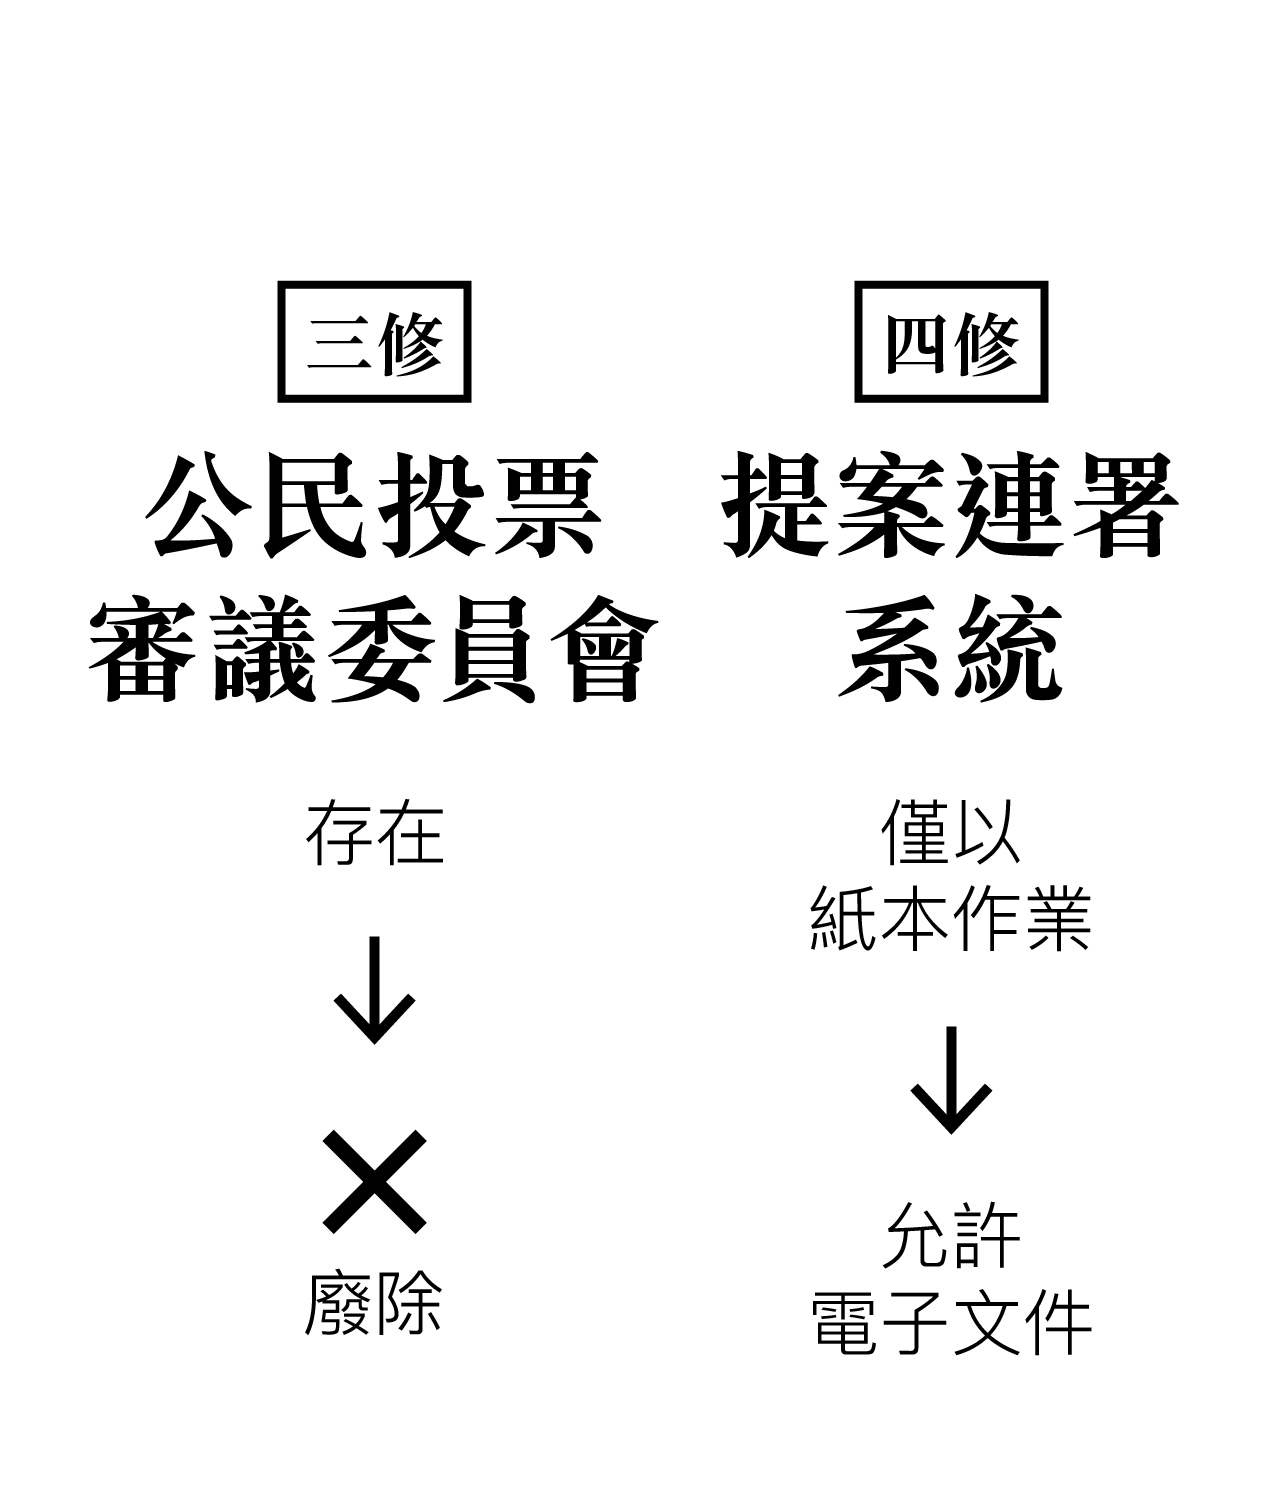 三修
公民投票
審議委員會
存在
↓
✕
廢除
四修
提案連署
系統
僅以
紙本作業
↓
允許
電子文件